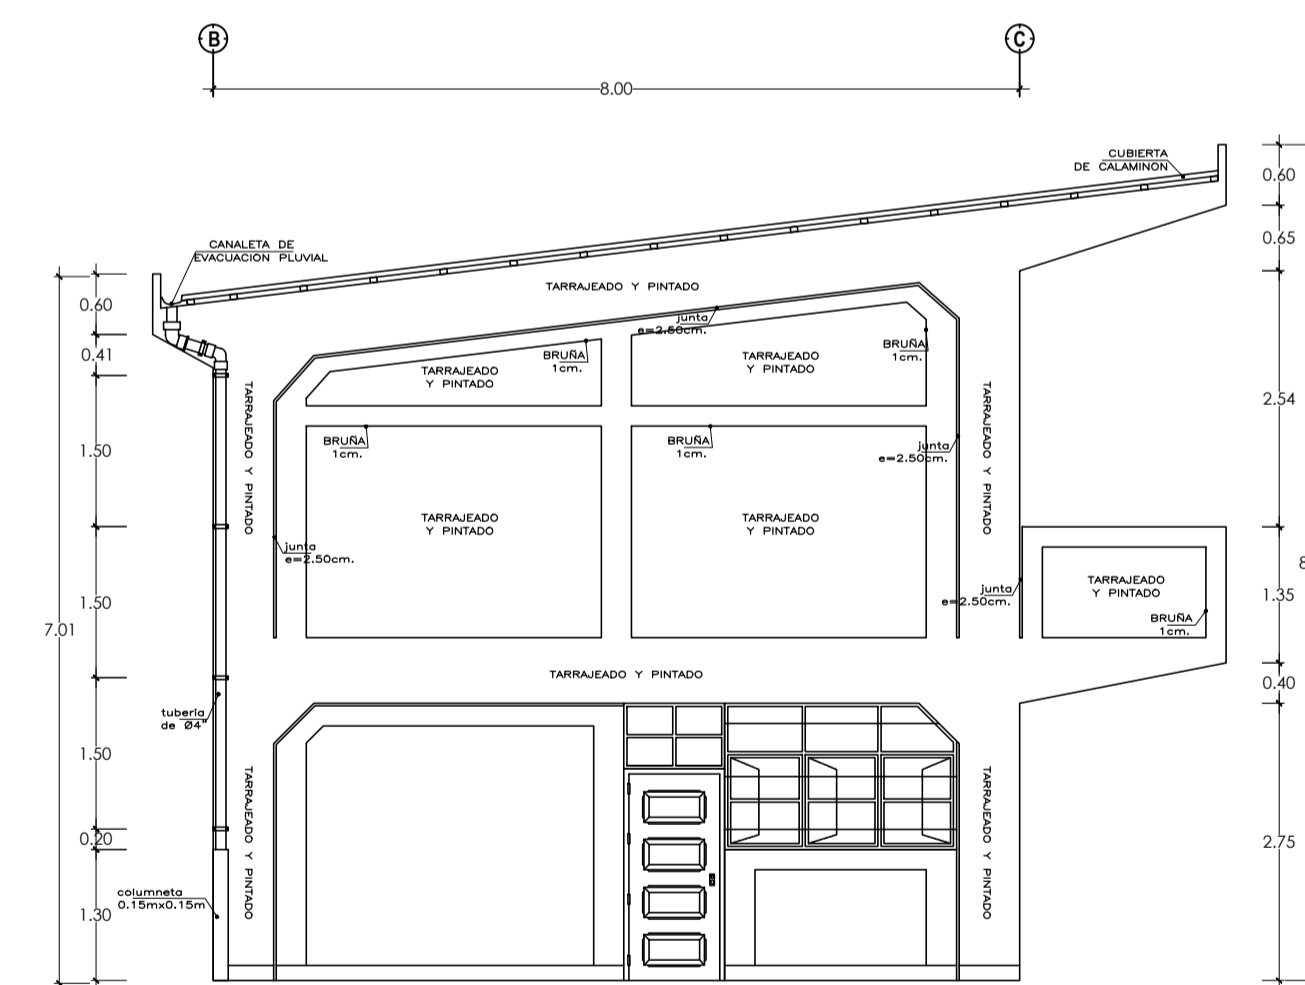 B
C
8.00
CUBIERTA
DE CALAMINON
0.60
0.65
CANALETA DE
EVACUACION PLUVIAL
TARRAJEADO Y PINTADO
0.60
junta
e=2.50cm.
0.41
BRUÑA
1cm.
TARRAJEADO
Y PINTADO
BRUÑA
1cm.
TARRAJEADO
Y PINTADO
TARRAJEADO Y PINTADO
TARRAJEADO Y PINTADO
2.54
BRUÑA
1cm.
BRUÑA
1cm.
junta
e=2.50cm.
1.50
TARRAJEADO
Y PINTADO
TARRAJEADO
Y PINTADO
junta
e=2.50cm.
8
TARRAJEADO
Y PINTADO
junta
e=2.50cm.
1.35
1.50
BRUÑA
1cm.
7.01
TARRAJEADO Y PINTADO
0.40
tuberia
de Ø4"
1.50
TARRAJEADO Y PINTADO
TARRAJEADO Y PINTADO
0.20
2.75
columneta
0.15mx0.15m
1.30